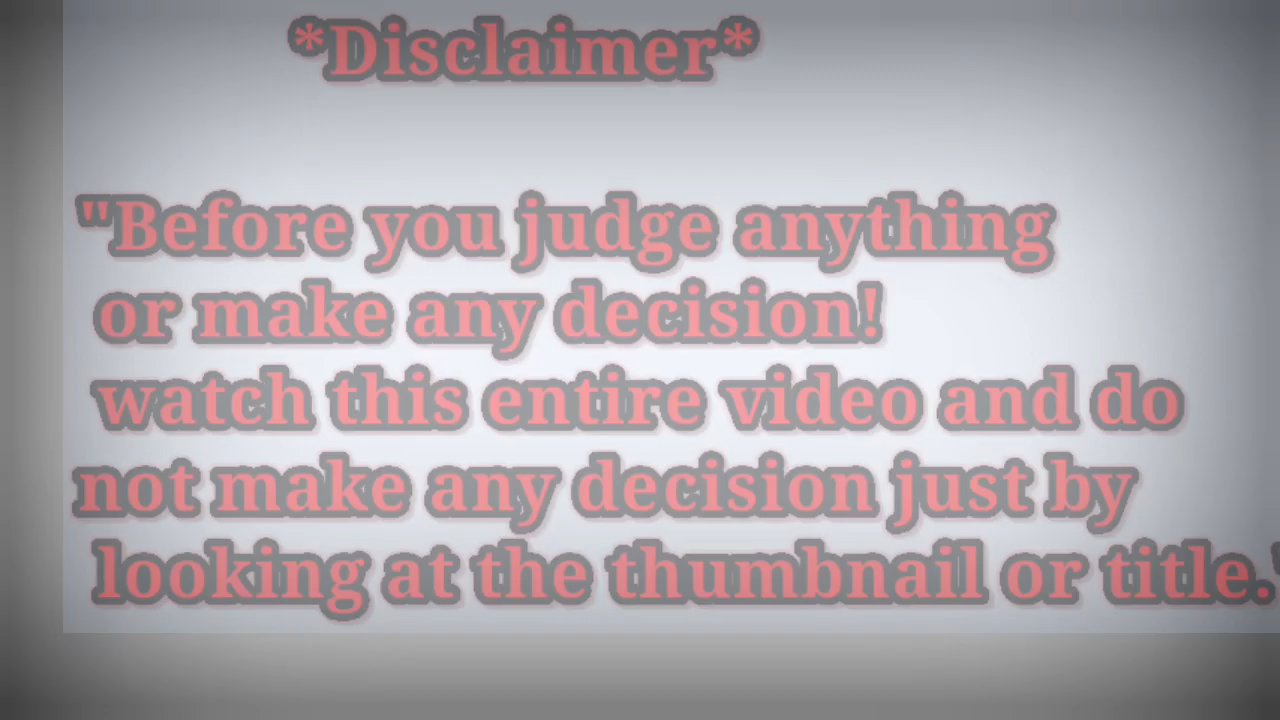 *Disclaimer*
"Before you judge anything
or make any decision!
watch this entire video and do
not make any decision just by
looking at the thumbnail or title."